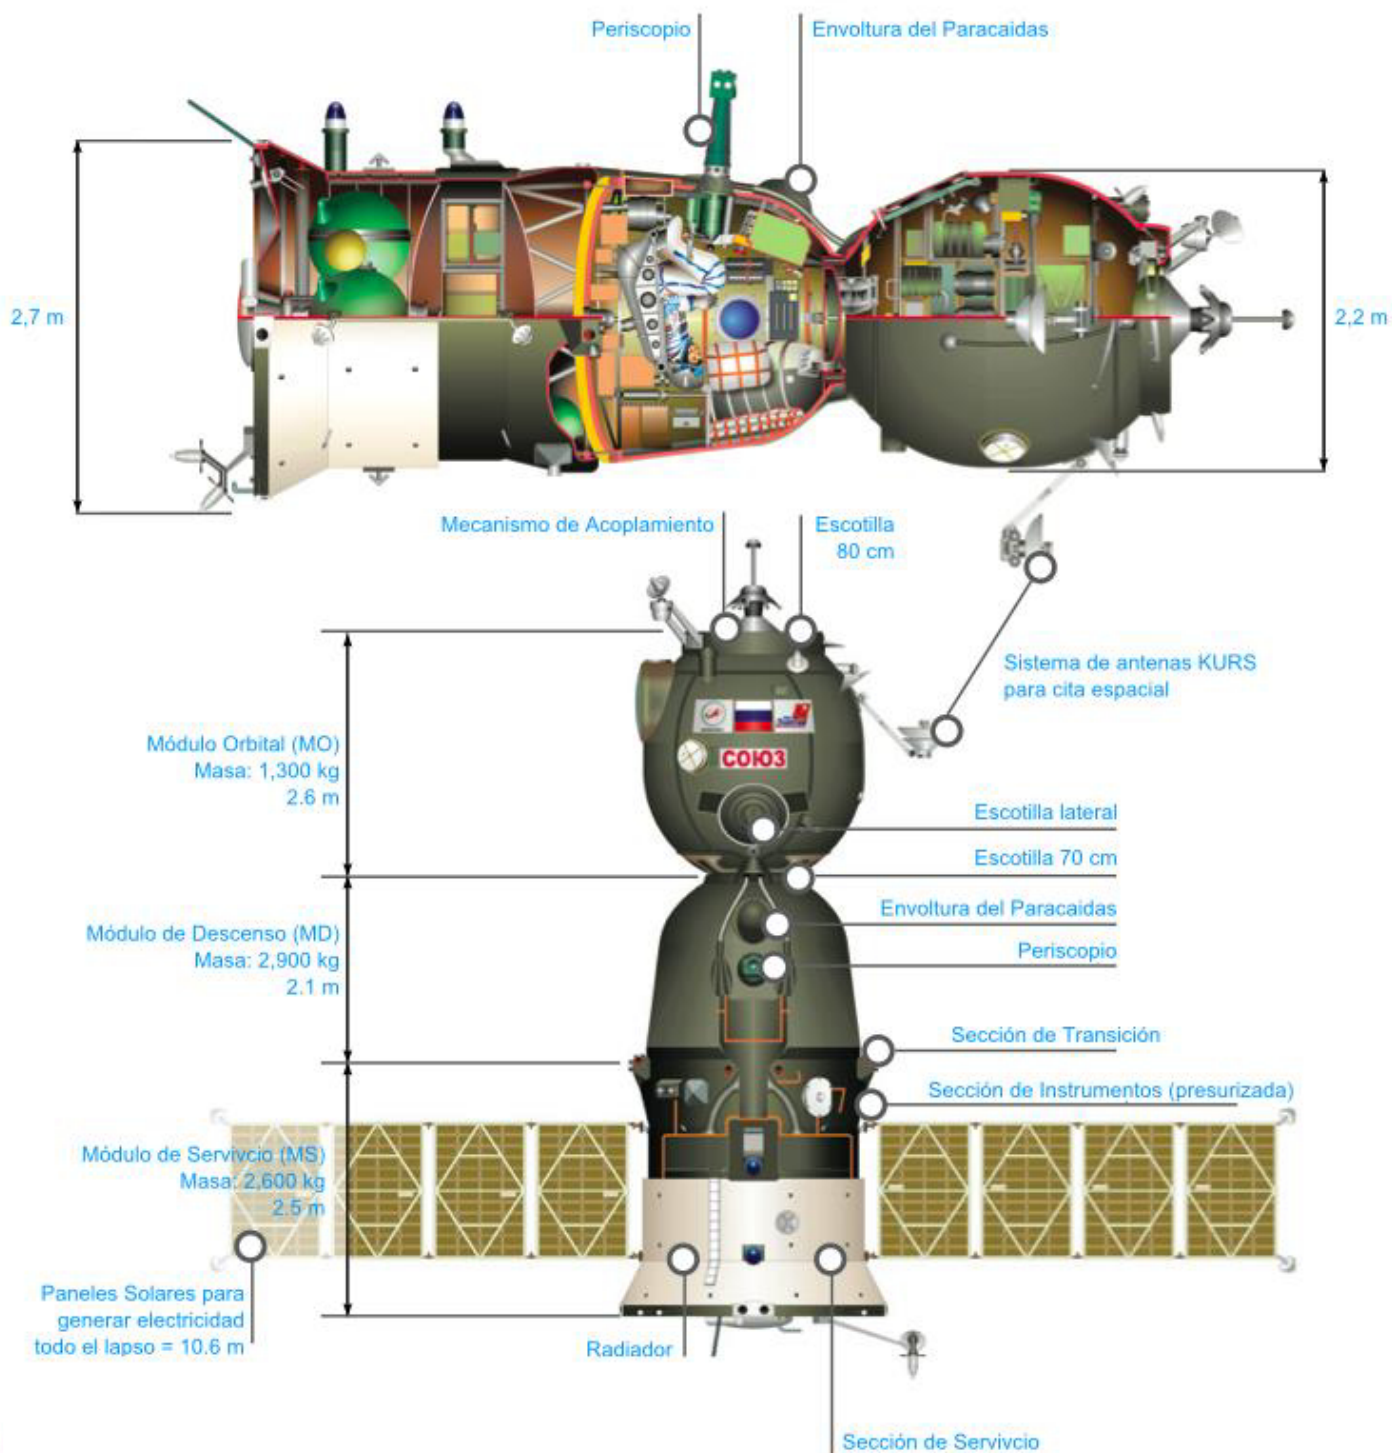 Periscopio
Envoltura del Paracaidas
2,7 m
2,2 m
Mecanismo de Acoplamiento
Escotilla
80 cm
Sistema de antenas KURS
para cita espacial
Módulo Orbital (MO)
Masa: 1,300 kg
2.6 m
СОЮЗ
Escotilla lateral
Escotilla 70 cm
Envoltura del Paracaidas
Periscopio
Módulo de Descenso (MD)
Masa: 2,900 kg
2.1 m
Sección de Transición
Sección de Instrumentos (presurizada)
Módulo de Servivcio (MS)
Masa: 2,600 kg
2.5 m
Paneles Solares para
generar electricidad
todo el lapso = 10.6 m
Radiador
Sección de Servivcio